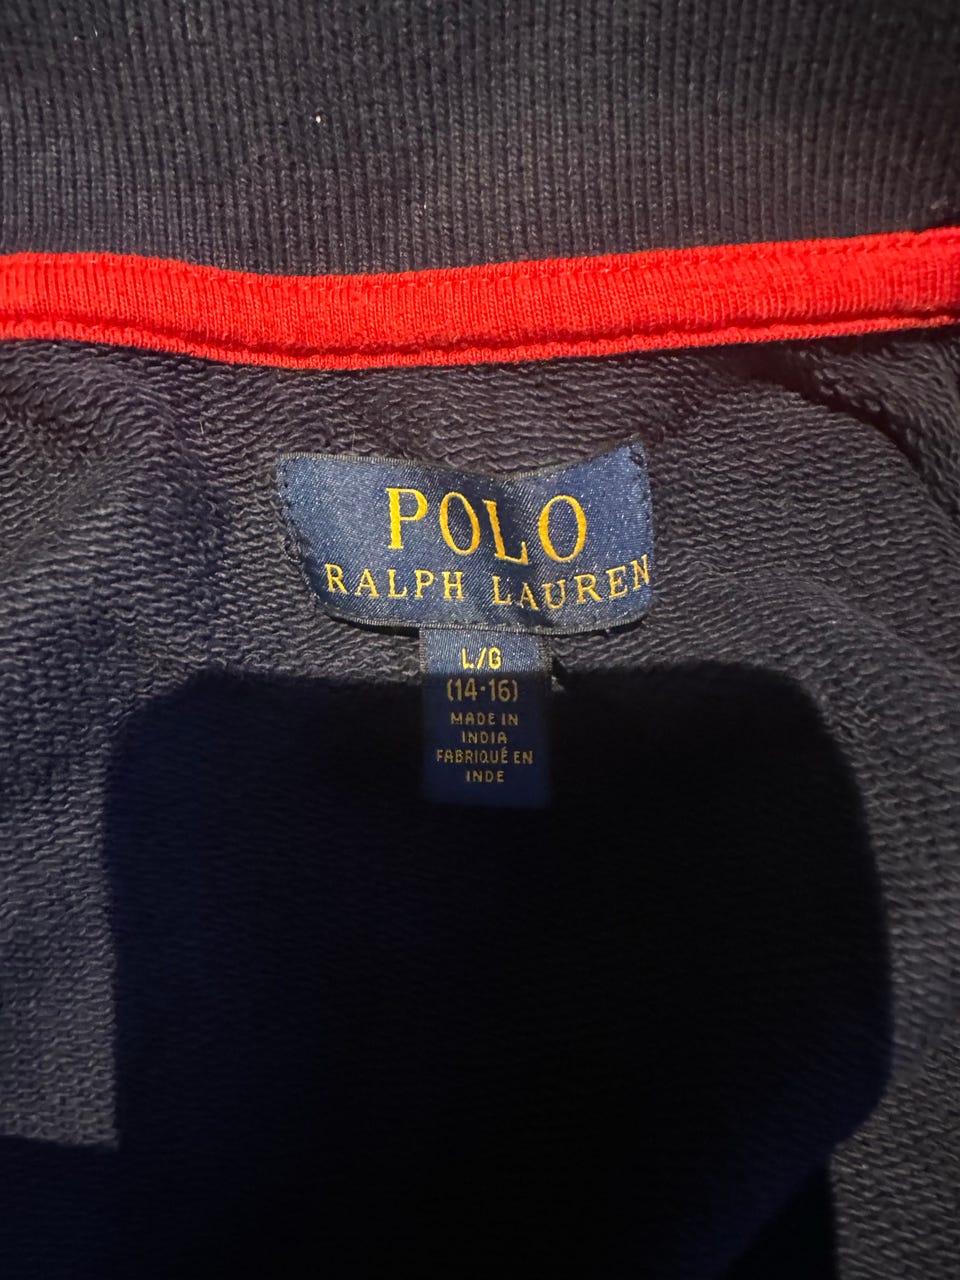 POLO
RALPH LAUREN
L/G
(14-16)
MADE IN
INDIA
FABRIQUÉ EN
INDE